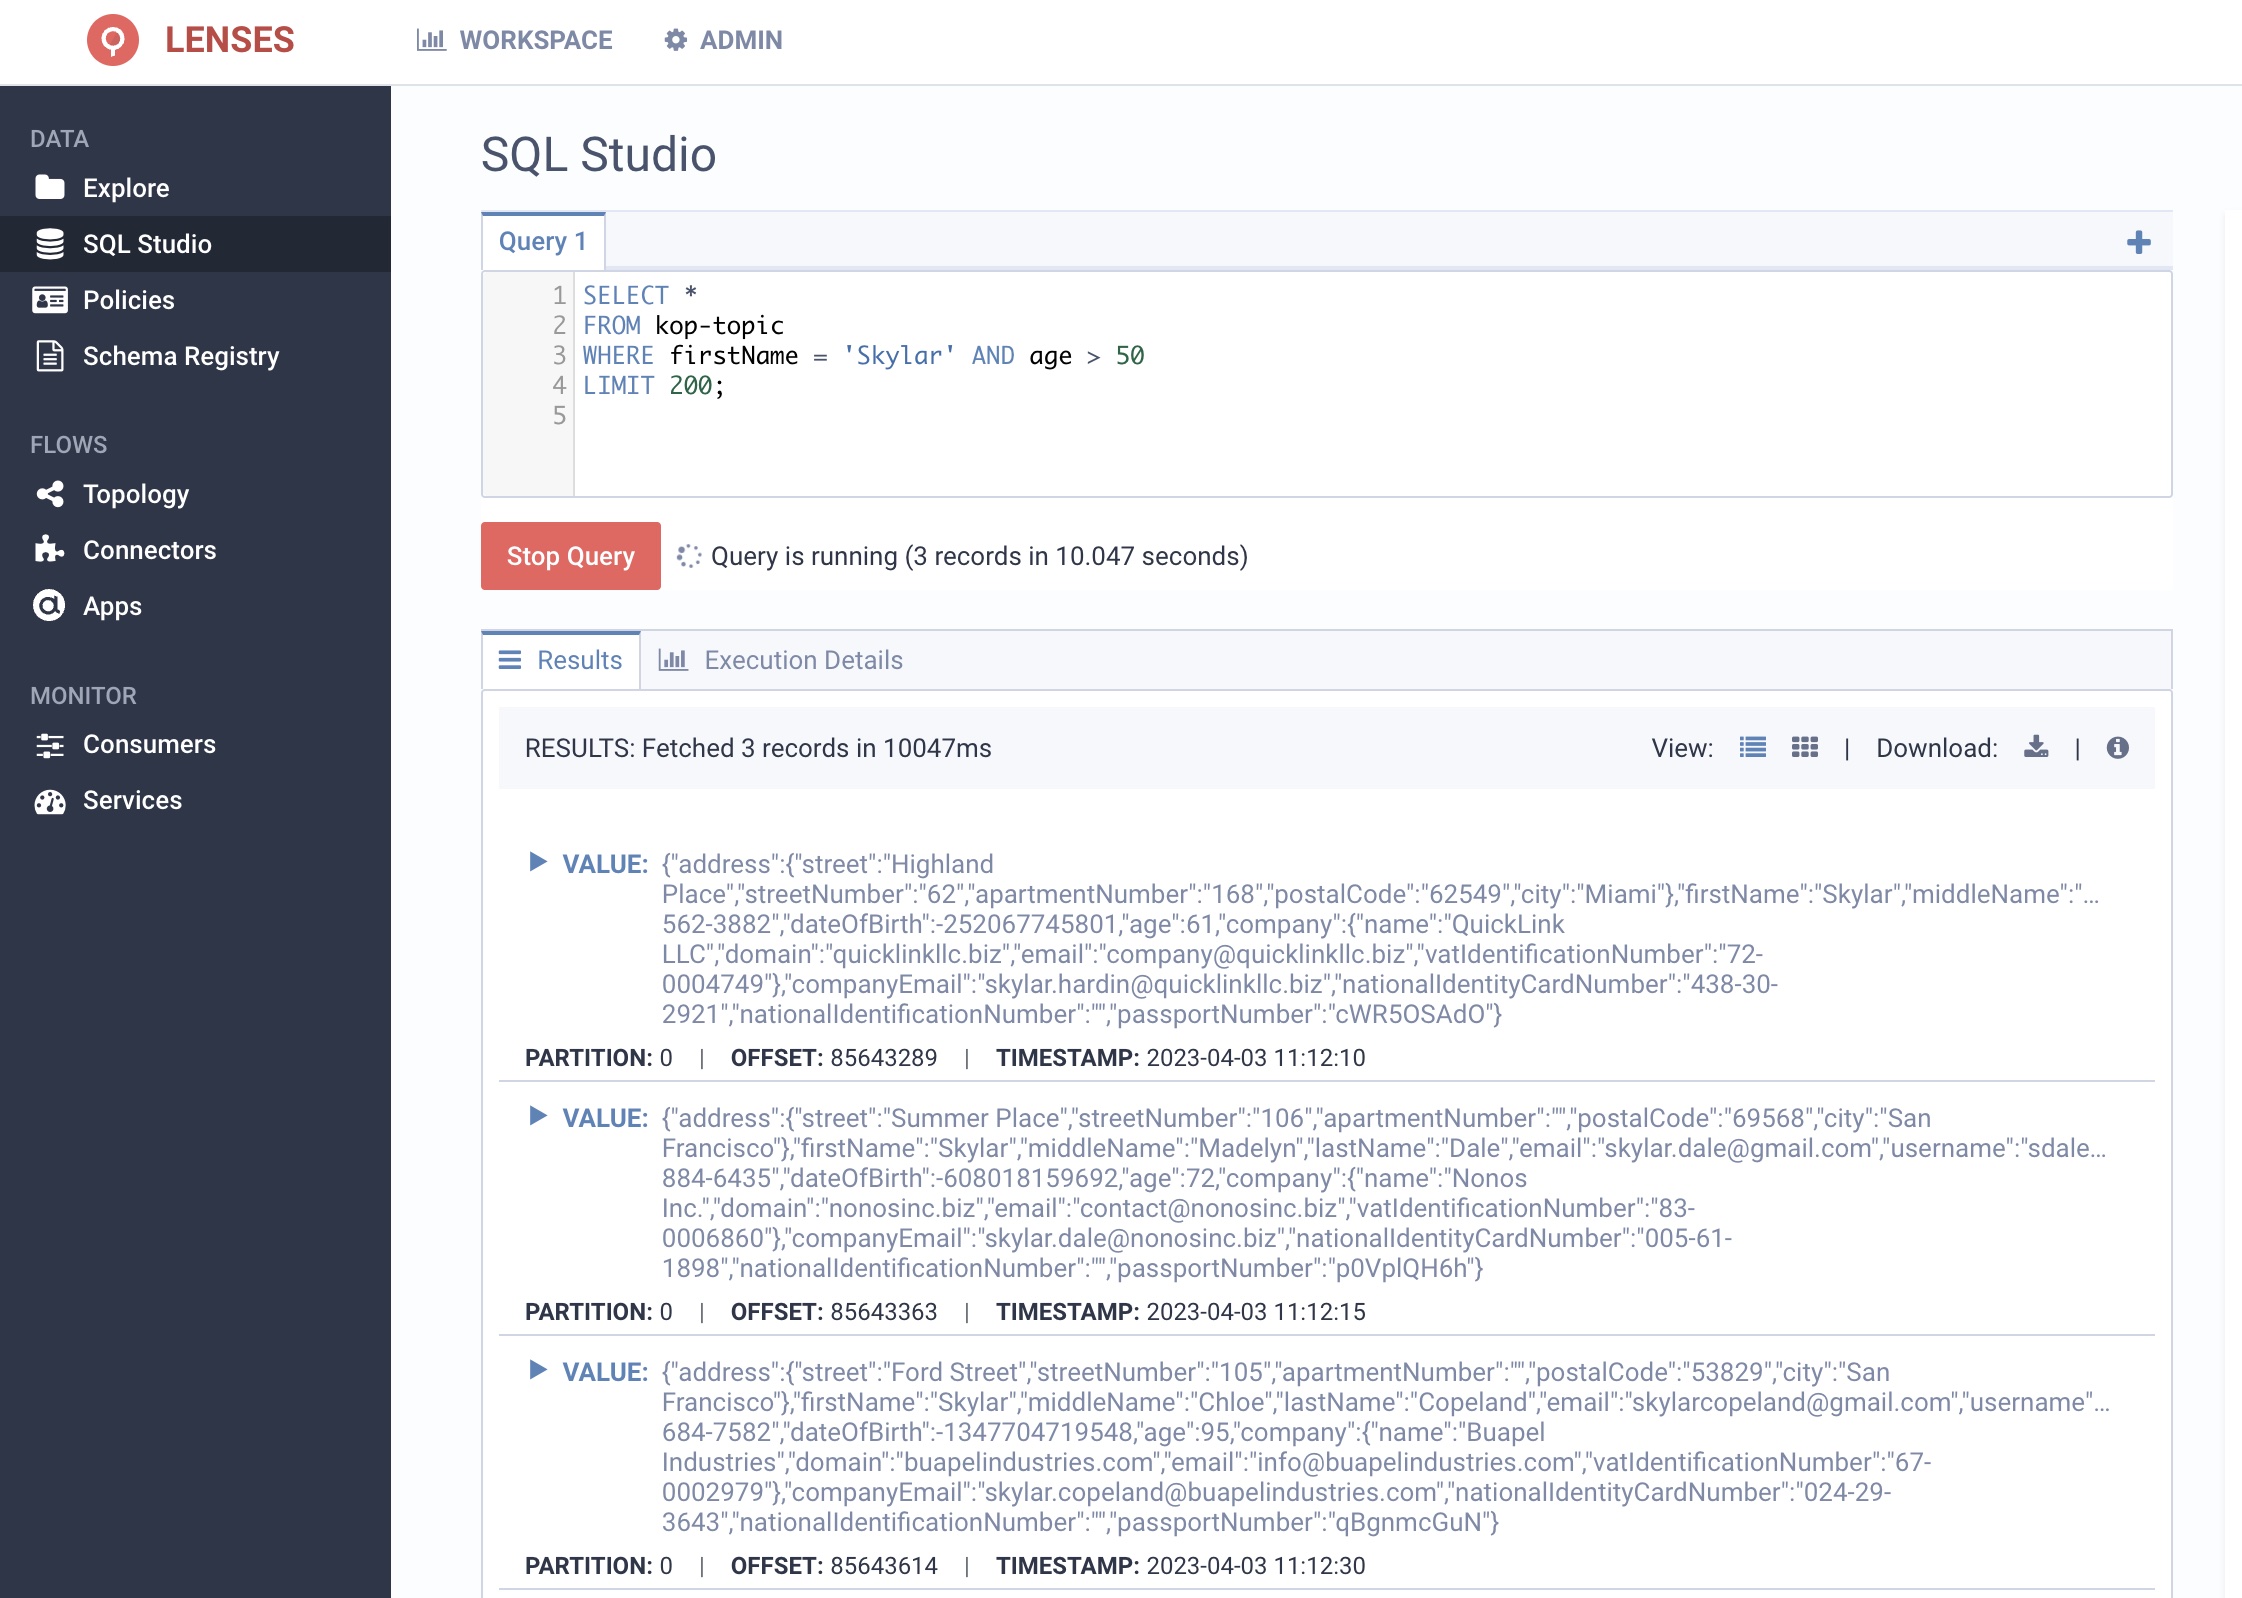 LENSES
WORKSPACE
ADMIN
DATA
Explore
SQL Studio
Policies
Schema Registry
FLOWS
Topology
Connectors
Apps
MONITOR
Consumers
Services
SQL Studio
Query 1
1 SELECT *
2 FROM kop-topic
3 WHERE firstName = 'Skylar' AND age > 50
4 LIMIT 200;
5
Stop Query Query is running (3 records in 10.047 seconds)
Results Execution Details
RESULTS: Fetched 3 records in 10047ms View: | Download: |
VALUE: {"address":{"street":"Highland
Place","streetNumber":"62","apartmentNumber":"168","postalCode":"62549","city":"Miami"},"firstName":"Skylar","middleName":"...
562-3882","dateOfBirth":-252067745801,"age":61,"company":{"name":"QuickLink
LLC","domain":"quicklinkllc.biz","email":"company@quicklinkllc.biz","vatIdentificationNumber":"72-
0004749"},"companyEmail":"skylar.hardin@quicklinkllc.biz","nationalIdentityCardNumber":"438-30-
2921","nationalIdentificationNumber":"","passportNumber":"cWR5OSAdO"}
PARTITION: 0 | OFFSET: 85643289 | TIMESTAMP: 2023-04-03 11:12:10
VALUE: {"address":{"street":"Summer Place","streetNumber":"106","apartmentNumber":"","postalCode":"69568","city":"San
Francisco"},"firstName":"Skylar","middleName":"Madelyn","lastName":"Dale","email":"skylar.dale@gmail.com","username":"sdale...
884-6435","dateOfBirth":-608018159692,"age":72,"company":{"name":"Nonos
Inc.","domain":"nonosinc.biz","email":"contact@nonosinc.biz","vatIdentificationNumber":"83-
0006860"},"companyEmail":"skylar.dale@nonosinc.biz","nationalIdentityCardNumber":"005-61-
1898","nationalIdentificationNumber":"","passportNumber":"p0VplQH6h"}
PARTITION: 0 | OFFSET: 85643363 | TIMESTAMP: 2023-04-03 11:12:15
VALUE: {"address":{"street":"Ford Street","streetNumber":"105","apartmentNumber":"","postalCode":"53829","city":"San
Francisco"},"firstName":"Skylar","middleName":"Chloe","lastName":"Copeland","email":"skylarcopeland@gmail.com","username"...
684-7582","dateOfBirth":-1347704719548,"age":95,"company":{"name":"Buapel
Industries","domain":"buapelindustries.com","email":"info@buapelindustries.com","vatIdentificationNumber":"67-
0002979"},"companyEmail":"skylar.copeland@buapelindustries.com","nationalIdentityCardNumber":"024-29-
3643","nationalIdentificationNumber":"","passportNumber":"qBgnmcGuN"}
PARTITION: 0 | OFFSET: 85643614 | TIMESTAMP: 2023-04-03 11:12:30